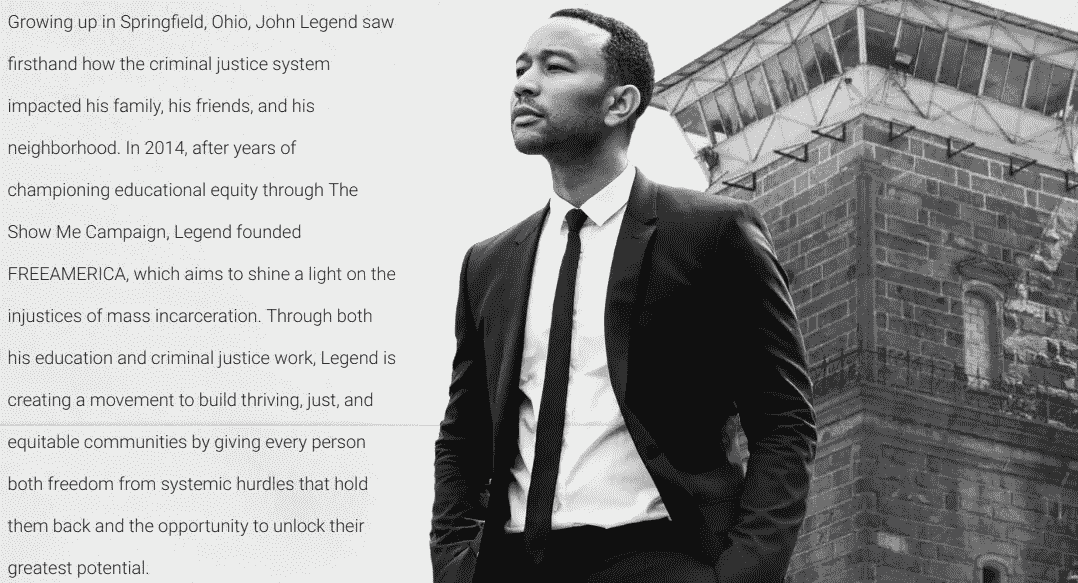 Growing up in Springfield, Ohio, John Legend saw
firsthand how the criminal justice system
impacted his family, his friends, and his
neighborhood. In 2014, after years of
championing educational equity through The
Show Me Campaign, Legend founded
FREEAMERICA, which aims to shine a light on the
injustices of mass incarceration. Through both
his education and criminal justice work, Legend is
creating a movement to build thriving, just, and
equitable communities by giving every person
both freedom from systemic hurdles that hold
them back and the opportunity to unlock their
greatest potential.